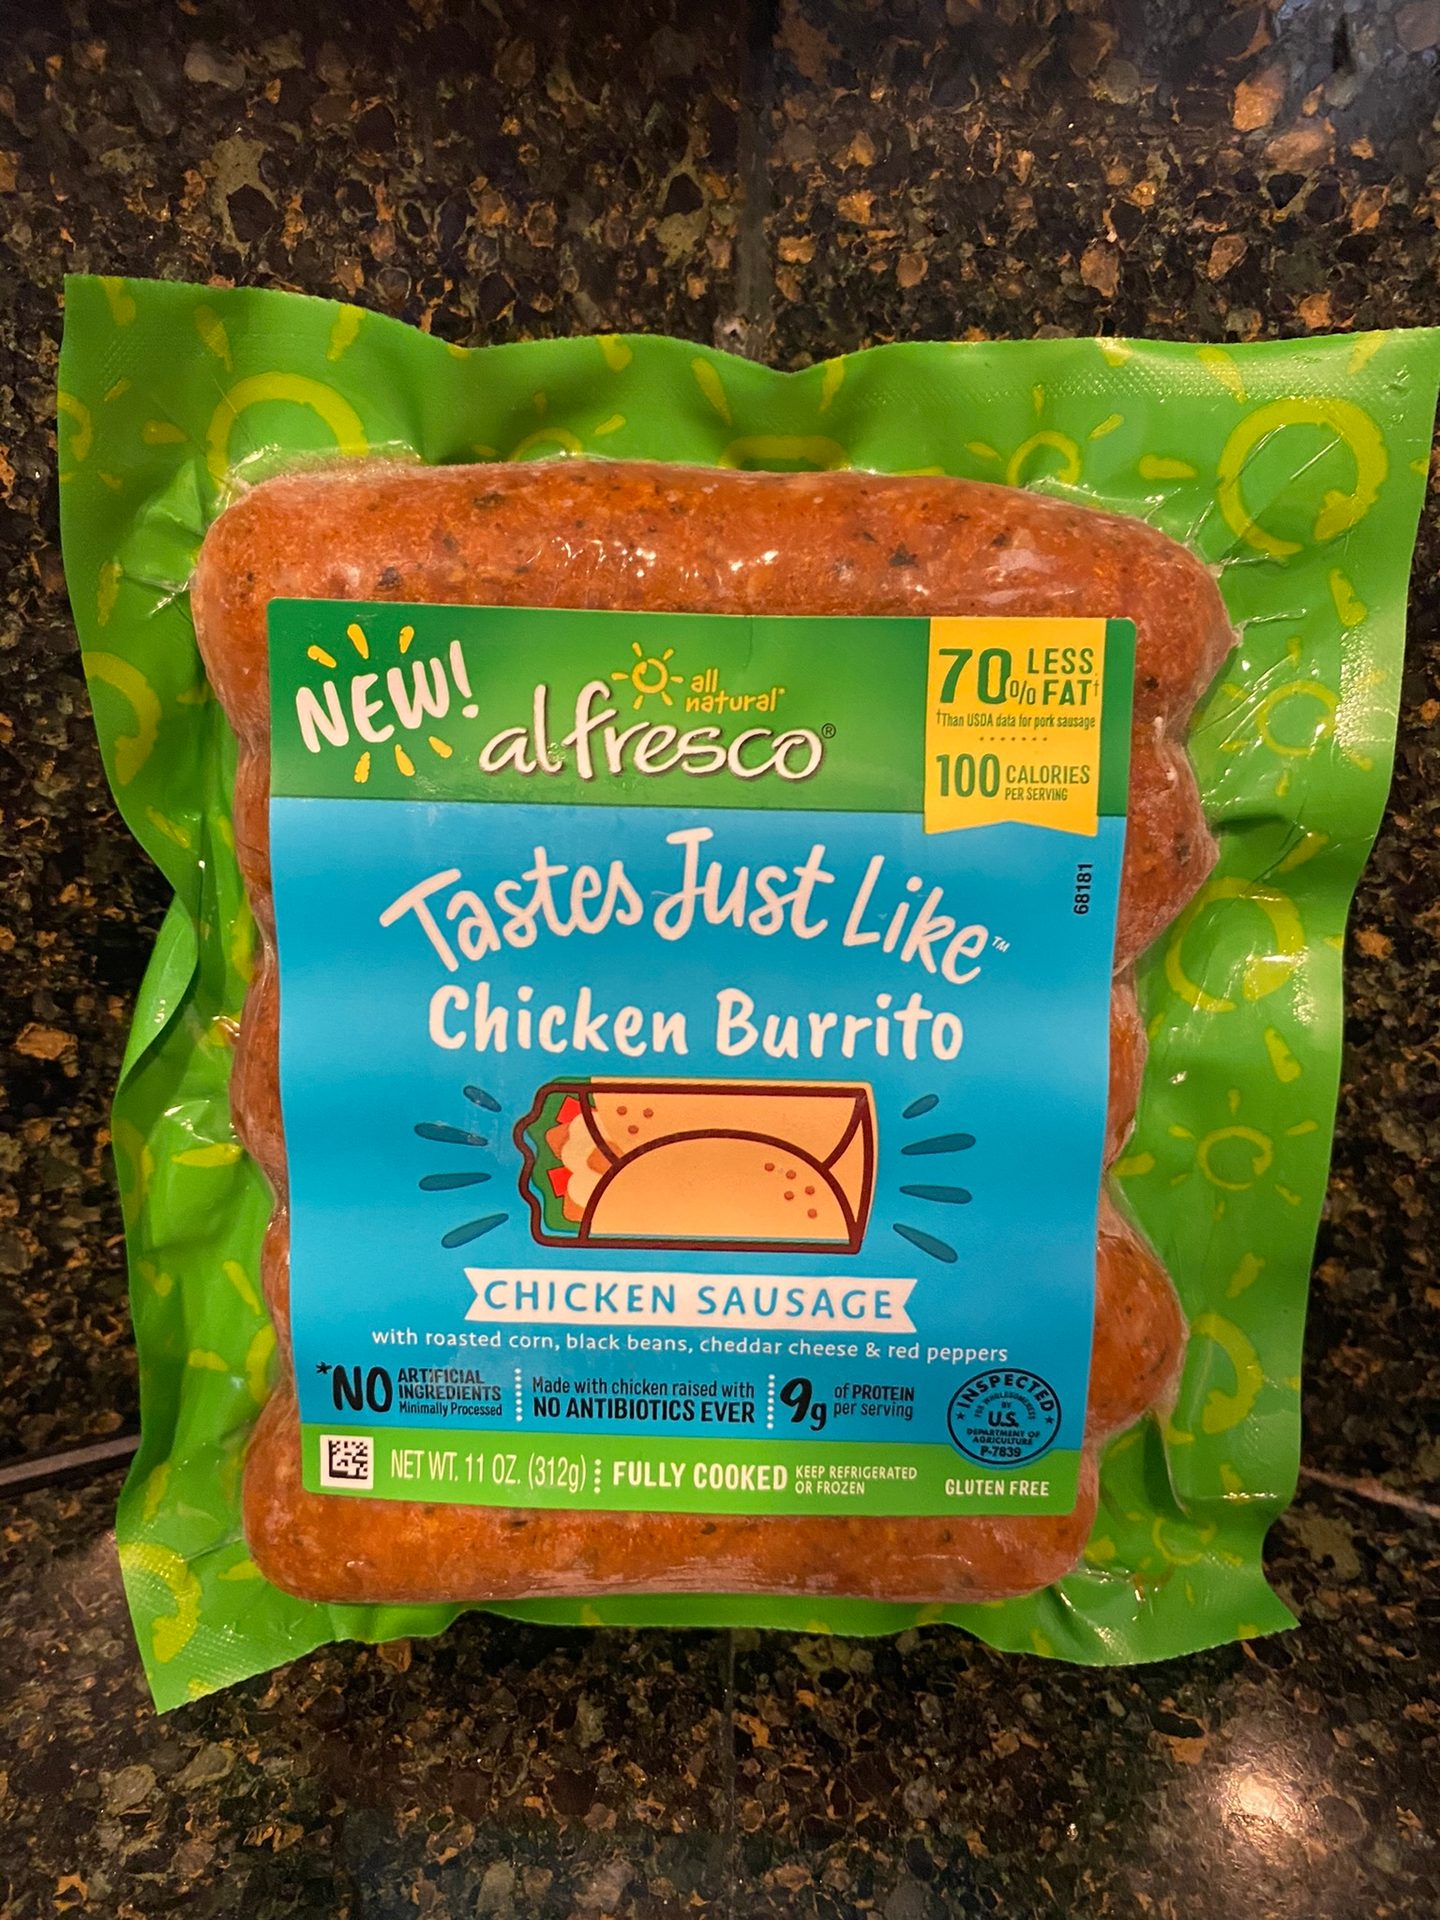 NEW!
all
natural*
al fresco®
70% LESS FAT†
†Than USDA data for pork sausage
100 CALORIES
PER SERVING
68181
Tastes Just Like™
Chicken Burrito
CHICKEN SAUSAGE
with roasted corn, black beans, cheddar cheese & red peppers
*NO ARTIFICIAL
INGREDIENTS
Minimally Processed
Made with chicken raised with
NO ANTIBIOTICS EVER
9g of PROTEIN
per serving
INSPECTED
FOR WHOLESOMENESS
BY
U.S.
DEPARTMENT OF
AGRICULTURE
P-7839
NET WT. 11 OZ. (312g)
FULLY COOKED
KEEP REFRIGERATED
OR FROZEN
GLUTEN FREE